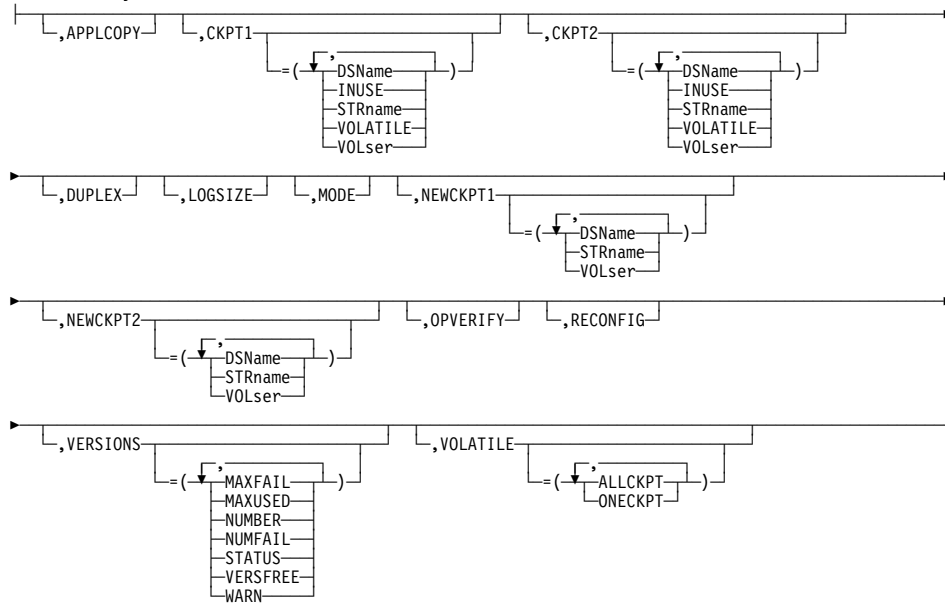 ,APPLCOPY ,CKPT1 ,CKPT2
, ,
=( DSName ) =( DSName )
INUSE INUSE
STRname STRname
VOLATILE VOLATILE
VOLser VOLser
,DUPLEX ,LOGSIZE ,MODE ,NEWCKPT1
,
=( DSName )
STRname
VOLser
,NEWCKPT2 ,OPVERIFY ,RECONFIG
,
=( DSName )
STRname
VOLser
,VERSIONS ,VOLATILE
, ,
=( MAXFAIL ) =( ALLCKPT )
MAXUSED ONECKPT
NUMBER
NUMFAIL
STATUS
VERSFREE
WARN